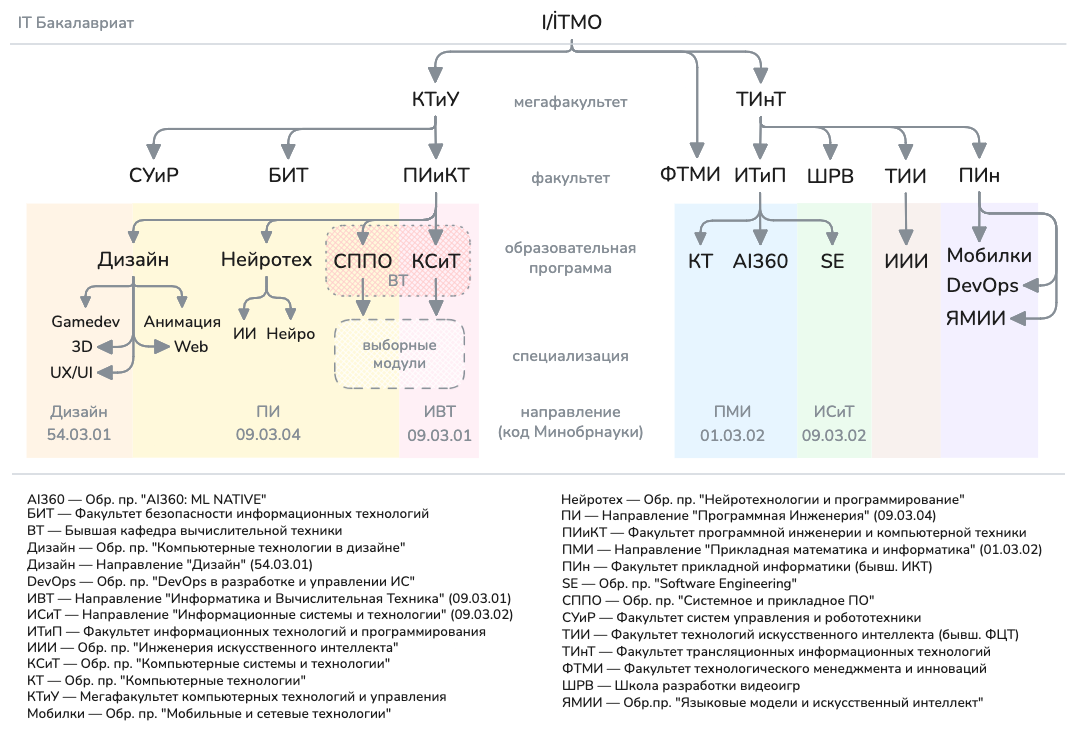 IT Бакалавриат
I/İTMO
КТиУ
мегафакультет
ТИнТ
СУиР
БИТ
ПИиКТ
факультет
ФТМИ
ИТиП
ШРВ
ТИИ
ПИн
Дизайн
Нейротех
СППО
КСиТ
ВТ
образовательная
программа
КТ
AI360
SE
ИИИ
Мобилки
DevOps
ЯМИИ
Gamedev
Анимация
3D
Web
UX/UI
ИИ
Нейро
выборные
модули
специализация
Дизайн
54.03.01
ПИ
09.03.04
ИВТ
09.03.01
направление
(код Минобрнауки)
ПМИ
01.03.02
ИСиТ
09.03.02
AI360 — Обр. пр. "AI360: ML NATIVE"
БИТ — Факультет безопасности информационных технологий
ВТ — Бывшая кафедра вычислительной техники
Дизайн — Обр. пр. "Компьютерные технологии в дизайне"
Дизайн — Направление "Дизайн" (54.03.01)
DevOps — Обр. пр. "DevOps в разработке и управлении ИС"
ИВТ — Направление "Информатика и Вычислительная Техника" (09.03.01)
ИСиТ — Направление "Информационные системы и технологии" (09.03.02)
ИТиП — Факультет информационных технологий и программирования
ИИИ — Обр. пр. "Инженерия искусственного интеллекта"
КСиТ — Обр. пр. "Компьютерные системы и технологии"
КТ — Обр. пр. "Компьютерные технологии"
КТиУ — Мегафакультет компьютерных технологий и управления
Мобилки — Обр. пр. "Мобильные и сетевые технологии"
Нейротех — Обр. пр. "Нейротехнологии и программирование"
ПИ — Направление "Программная Инженерия" (09.03.04)
ПИиКТ — Факультет программной инженерии и компьютерной техники
ПМИ — Направление "Прикладная математика и информатика" (01.03.02)
ПИн — Факультет прикладной информатики (бывш. ИКТ)
SE — Обр. пр. "Software Engineering"
СППО — Обр. пр. "Системное и прикладное ПО"
СУиР — Факультет систем управления и робототехники
ТИИ — Факультет технологий искусственного интеллекта (бывш. ФЦТ)
ТИнТ — Факультет трансляционных информационных технологий
ФТМИ — Факультет технологического менеджмента и инноваций
ШРВ — Школа разработки видеоигр
ЯМИИ — Обр.пр. "Языковые модели и искусственный интеллект"